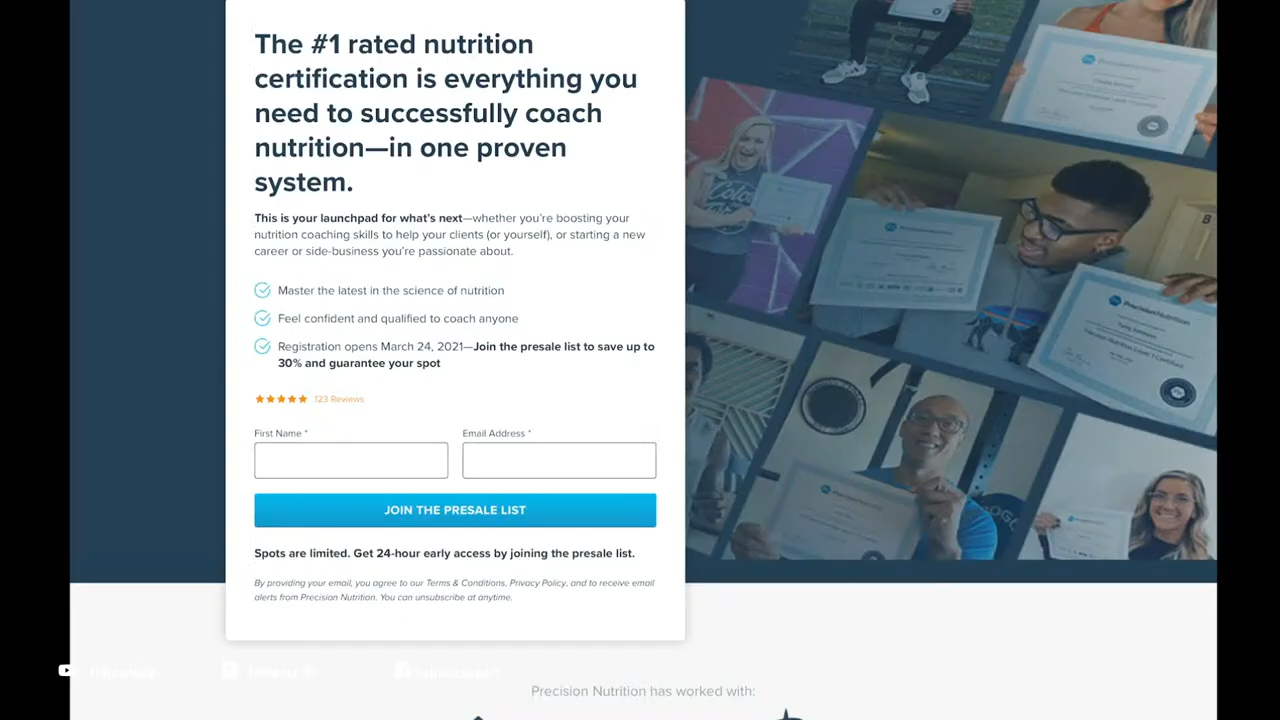 The #1 rated nutrition
certification is everything you
need to successfully coach
nutrition—in one proven
system.
This is your launchpad for what's next—whether you're boosting your
nutrition coaching skills to help your clients (or yourself), or starting a new
career or side-business you're passionate about.
Master the latest in the science of nutrition
Feel confident and qualified to coach anyone
Registration opens March 24, 2021—Join the presale list to save up to
30% and guarantee your spot
123 Reviews
First Name * Email Address *
JOIN THE PRESALE LIST
Spots are limited. Get 24-hour early access by joining the presale list.
By providing your email, you agree to our Terms & Conditions, Privacy Policy, and to receive email
alerts from Precision Nutrition. You can unsubscribe at anytime.
Precision Nutrition has worked with:
PrecisionNutrition